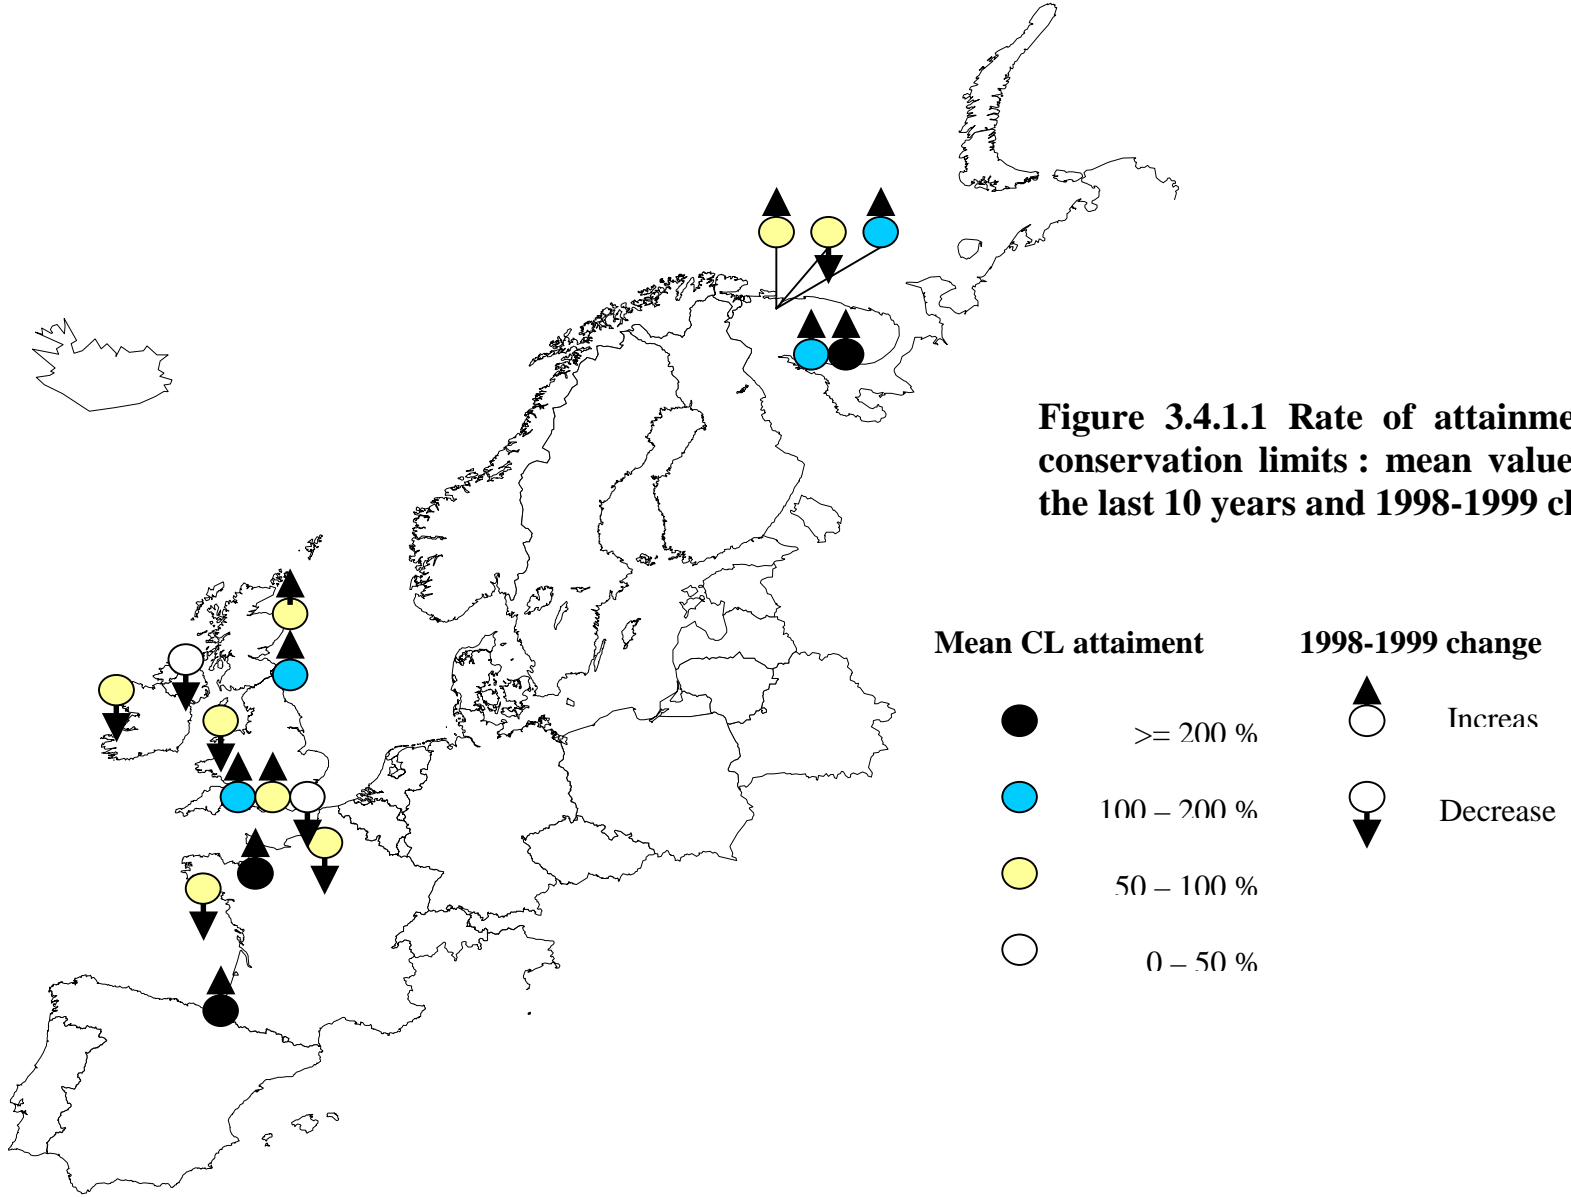 Figure 3.4.1.1 Rate of attainme
conservation limits : mean value
the last 10 years and 1998-1999 cl
Mean CL attaiment 1998-1999 change
>= 200 % Increas
100 – 200 % Decrease
50 – 100 %
0 – 50 %